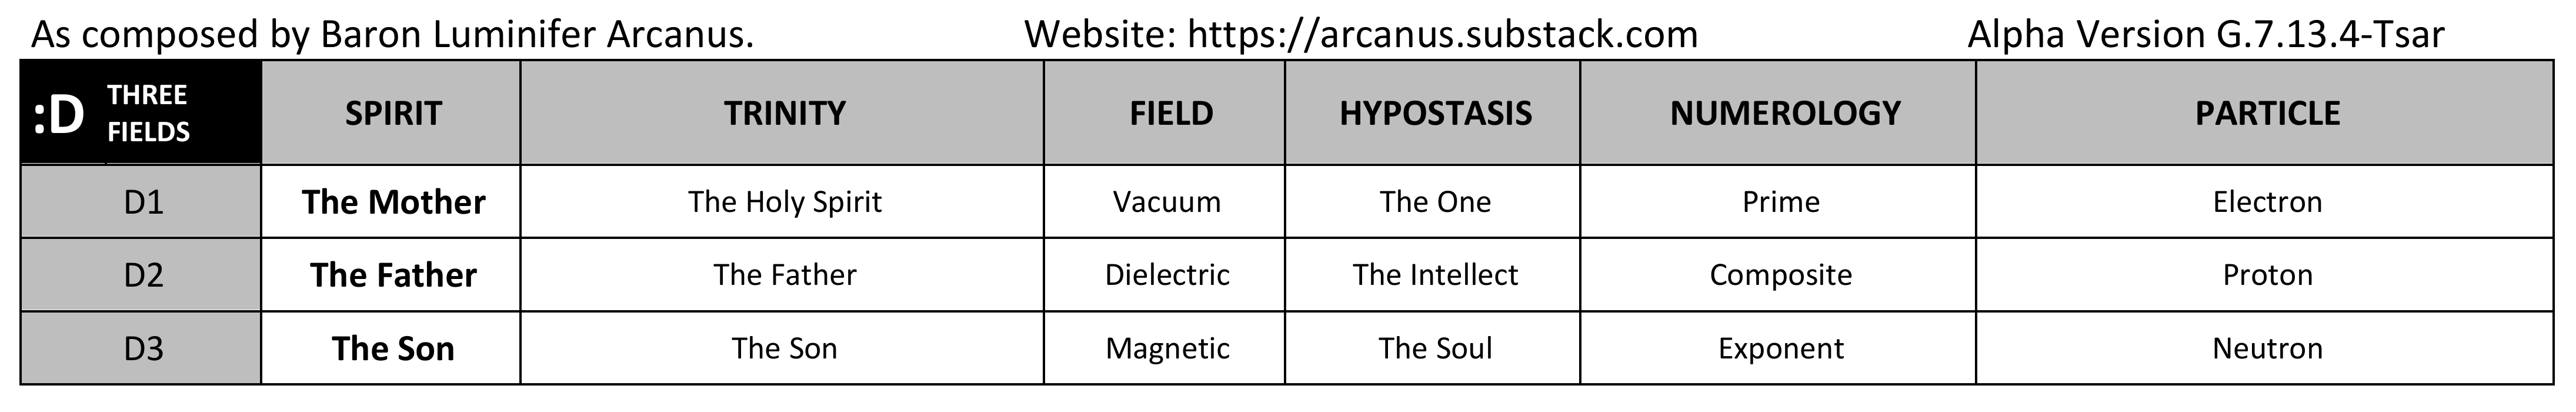 As composed by Baron Luminifer Arcanus. Website: https://arcanus.substack.com Alpha Version G.7.13.4-Tsar
:D THREE FIELDS SPIRIT TRINITY FIELD HYPOSTASIS NUMEROLOGY PARTICLE
D1 The Mother The Holy Spirit Vacuum The One Prime Electron
D2 The Father The Father Dielectric The Intellect Composite Proton
D3 The Son The Son Magnetic The Soul Exponent Neutron